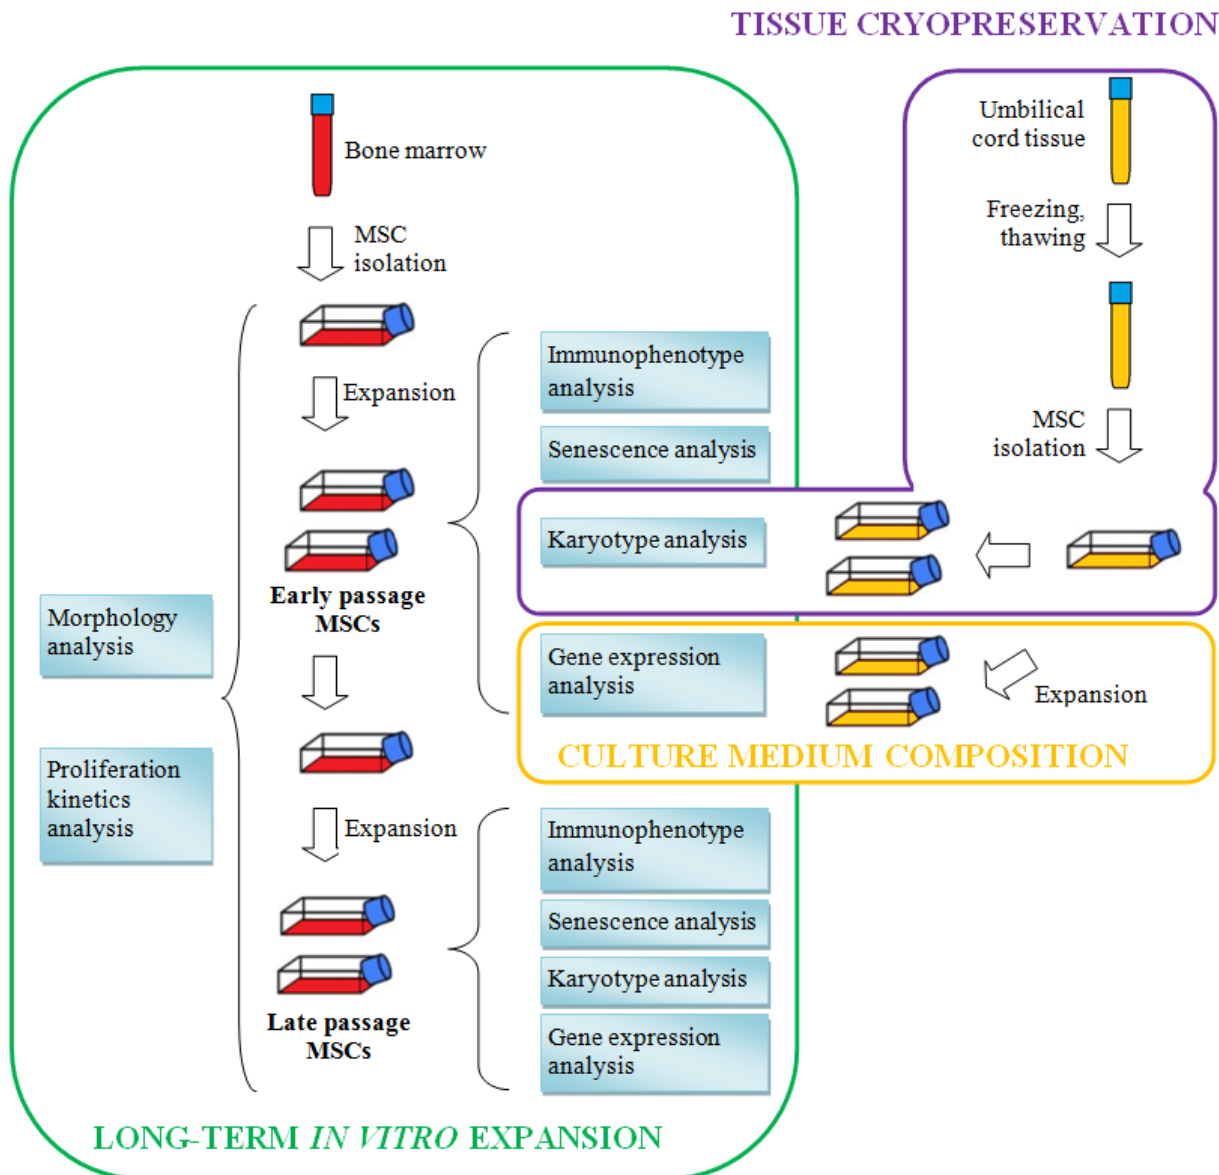 TISSUE CRYOPRESERVATION
Bone marrow
MSC
isolation
Expansion
Early passage
MSCs
Expansion
Late passage
MSCs
Morphology
analysis
Proliferation
kinetics
analysis
Immunophenotype
analysis
Senescence analysis
Karyotype analysis
Gene expression
analysis
Immunophenotype
analysis
Senescence analysis
Karyotype analysis
Gene expression
analysis
LONG-TERM IN VITRO EXPANSION
Umbilical
cord tissue
Freezing,
thawing
MSC
isolation
Expansion
CULTURE MEDIUM COMPOSITION